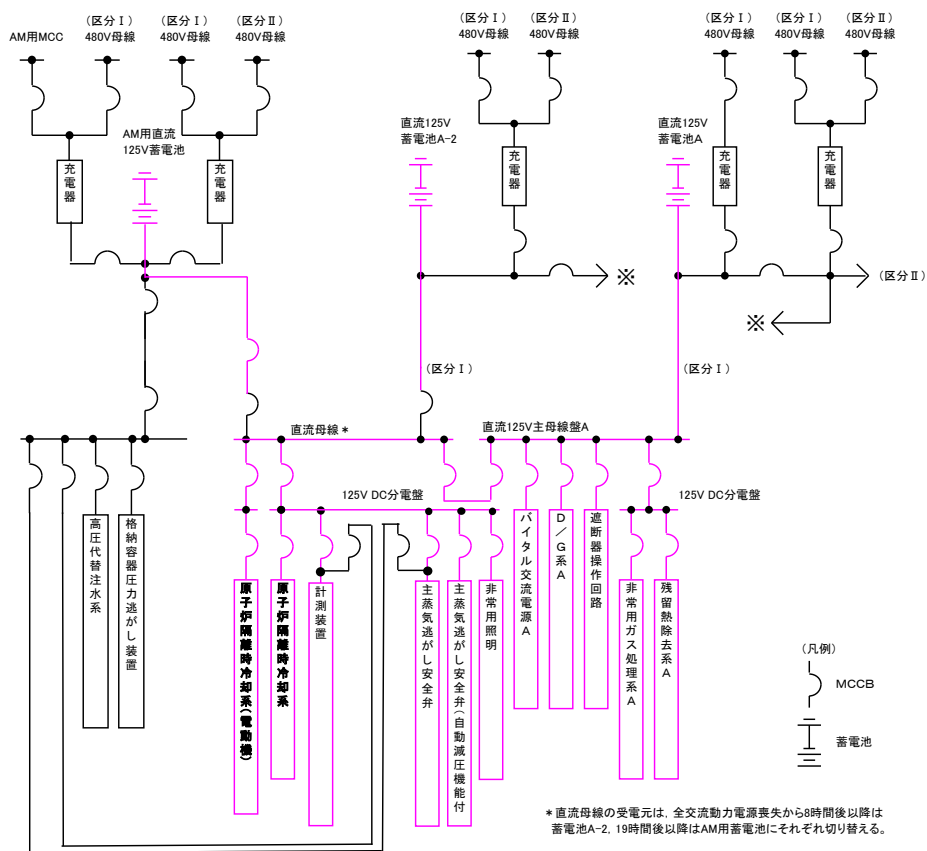 (区分Ⅰ) (区分Ⅰ) (区分Ⅱ)
AM用MCC 480V母線 480V母線 480V母線
(区分Ⅰ) (区分Ⅱ)
480V母線 480V母線
(区分Ⅰ) (区分Ⅰ) (区分Ⅱ)
480V母線 480V母線 480V母線
AM用直流
125V蓄電池
充電器
充電器
直流125V
蓄電池A-2
充電器
直流125V
蓄電池A
充電器
充電器
※
(区分Ⅱ)
※
(区分Ⅰ)
(区分Ⅰ)
直流母線*
直流125V主母線盤A
125V DC分電盤
125V DC分電盤
高圧代替注水系
格納容器圧力逃がし装置
原子炉隔離時冷却系(電動機)
原子炉隔離時冷却系
計測装置
主蒸気逃がし安全弁
主蒸気逃がし安全弁(自動減圧機能付
非常用照明
バイタル交流電源A
D/G系A
遮断器操作回路
非常用ガス処理系A
残留熱除去系A
(凡例)
MCCB
蓄電池
*直流母線の受電元は,全交流動力電源喪失から8時間後以降は
蓄電池A-2,19時間後以降はAM用蓄電池にそれぞれ切り替える。